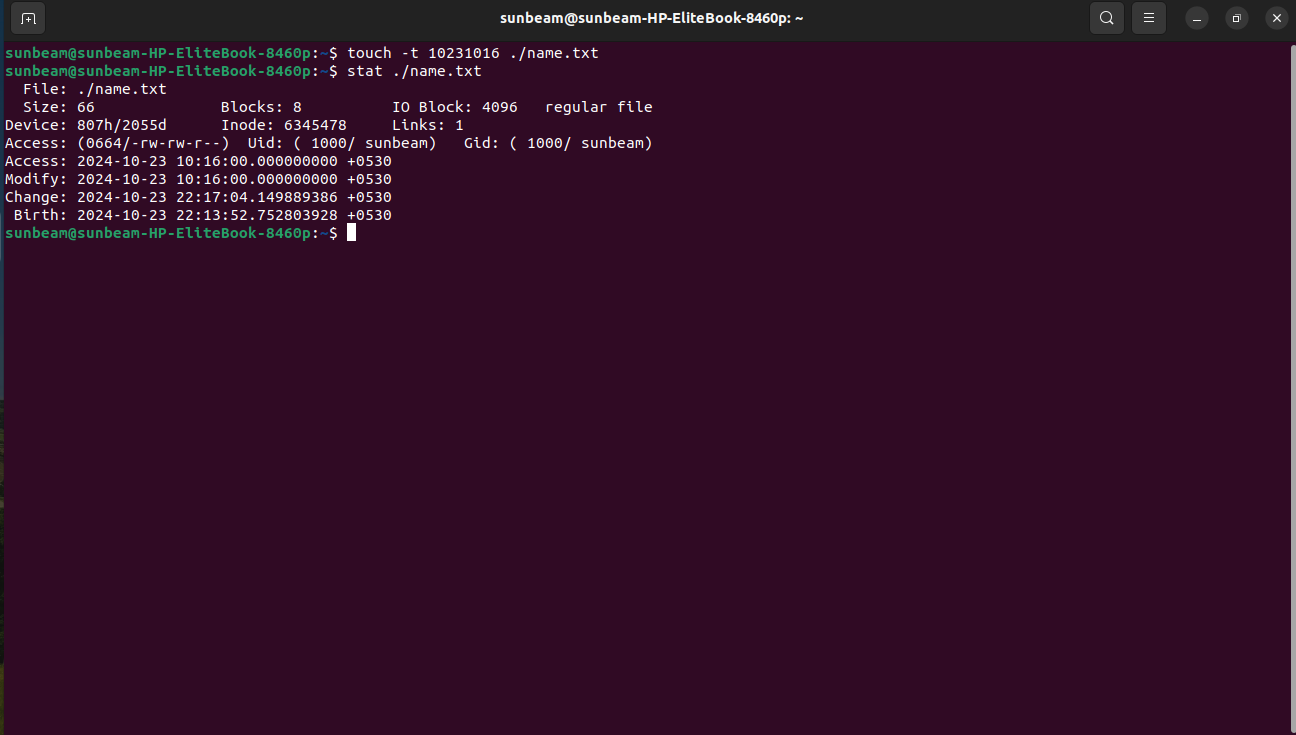 sunbeam@sunbeam-HP-EliteBook-8460p: ~
sunbeam@sunbeam-HP-EliteBook-8460p:~$ touch -t 10231016 ./name.txt
sunbeam@sunbeam-HP-EliteBook-8460p:~$ stat ./name.txt
  File: ./name.txt
  Size: 66              Blocks: 8          IO Block: 4096   regular file
Device: 807h/2055d      Inode: 6345478     Links: 1
Access: (0664/-rw-rw-r--)  Uid: ( 1000/ sunbeam)   Gid: ( 1000/ sunbeam)
Access: 2024-10-23 10:16:00.000000000 +0530
Modify: 2024-10-23 10:16:00.000000000 +0530
Change: 2024-10-23 22:17:04.149889386 +0530
 Birth: 2024-10-23 22:13:52.752803928 +0530
sunbeam@sunbeam-HP-EliteBook-8460p:~$